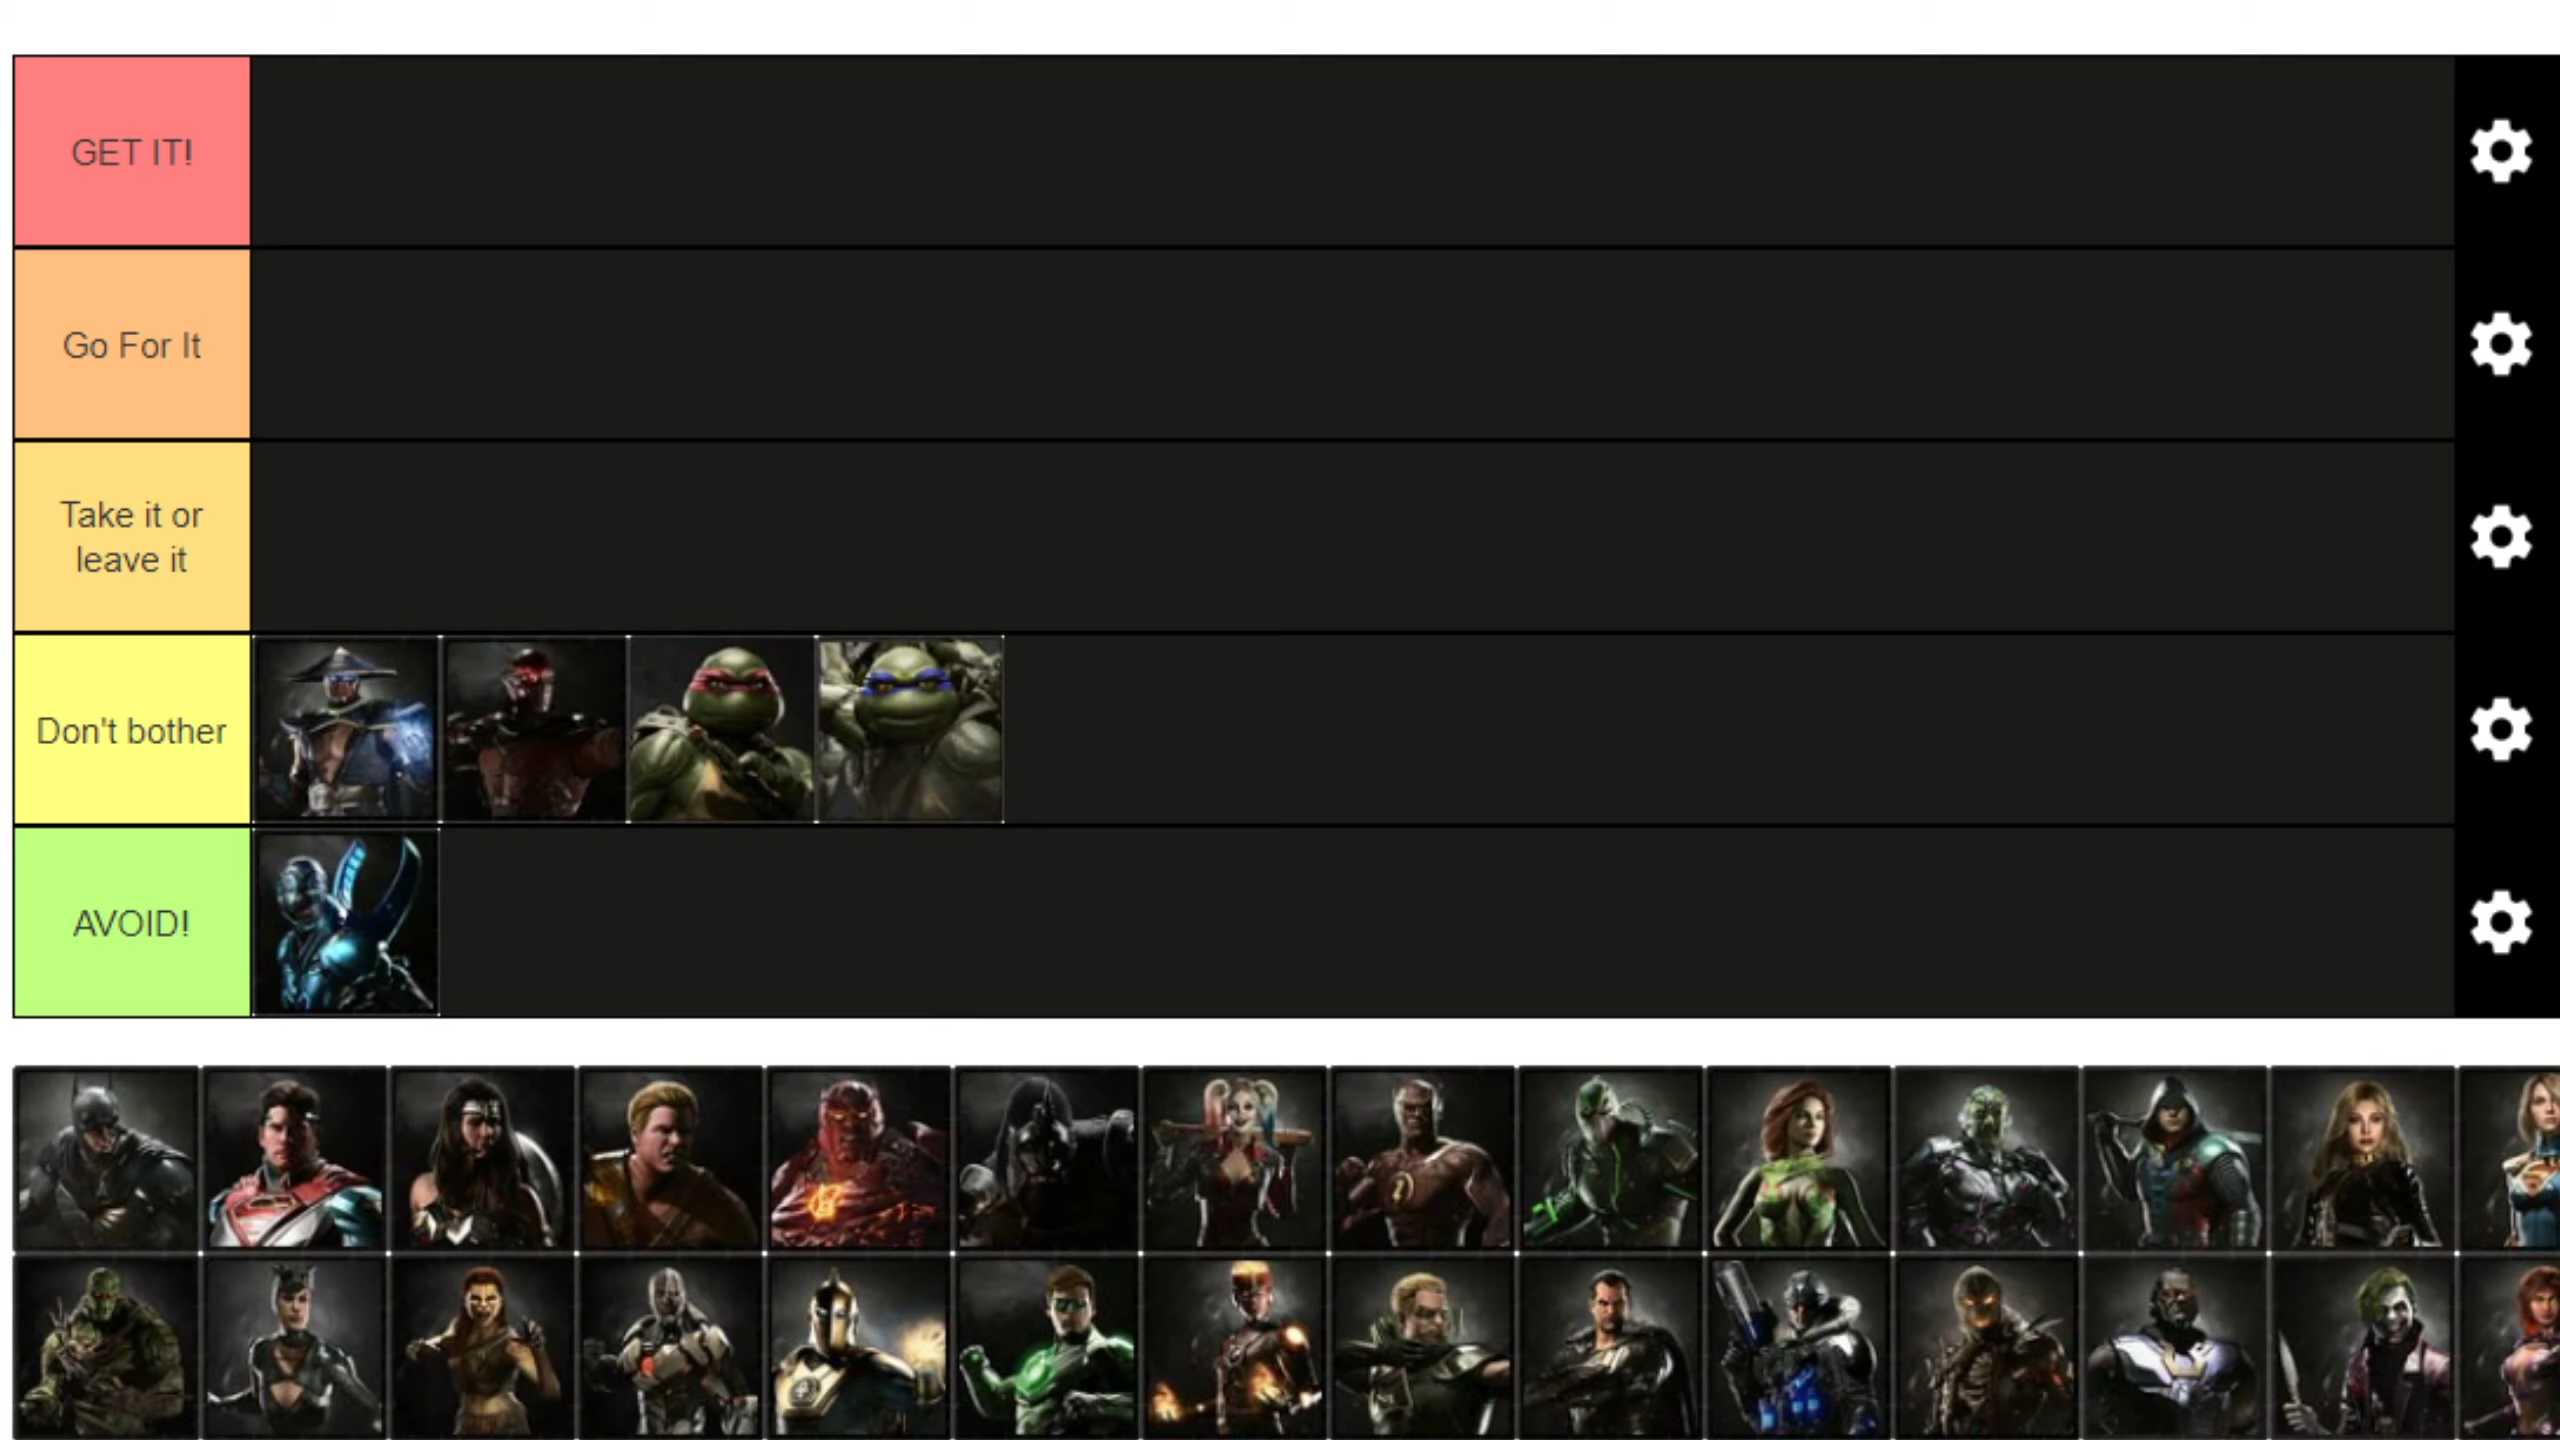 GET IT!
Go For It
Take it or
leave it
Don't bother
AVOID!